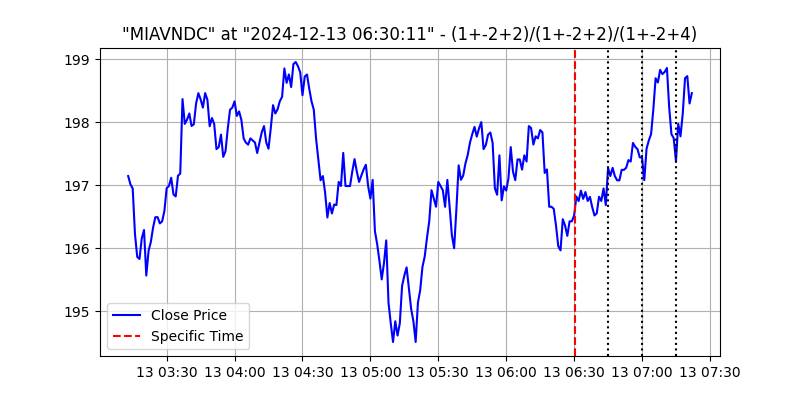 "MIAVNDC" at "2024-12-13 06:30:11" - (1+-2+2)/(1+-2+2)/(1+-2+4)
199
198
197
196
195
Close Price
Specific Time
13 03:30 13 04:00 13 04:30 13 05:00 13 05:30 13 06:00 13 06:30 13 07:00 13 07:30